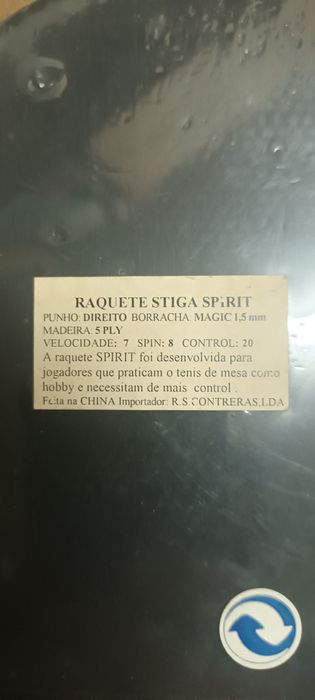 RAQUETE STIGA SPIRIT
PUNHO: DIREITO BORRACHA: MAGIC 1,5 mm
MADEIRA: 5 PLY
VELOCIDADE: 7 SPIN: 8 CONTROL: 20
A raquete SPIRIT foi desenvolvida para
jogadores que praticam o tenis de mesa como
hobby e necessitam de mais control .
Feita na CHINA Importador: R.S.CONTRERAS,LDA